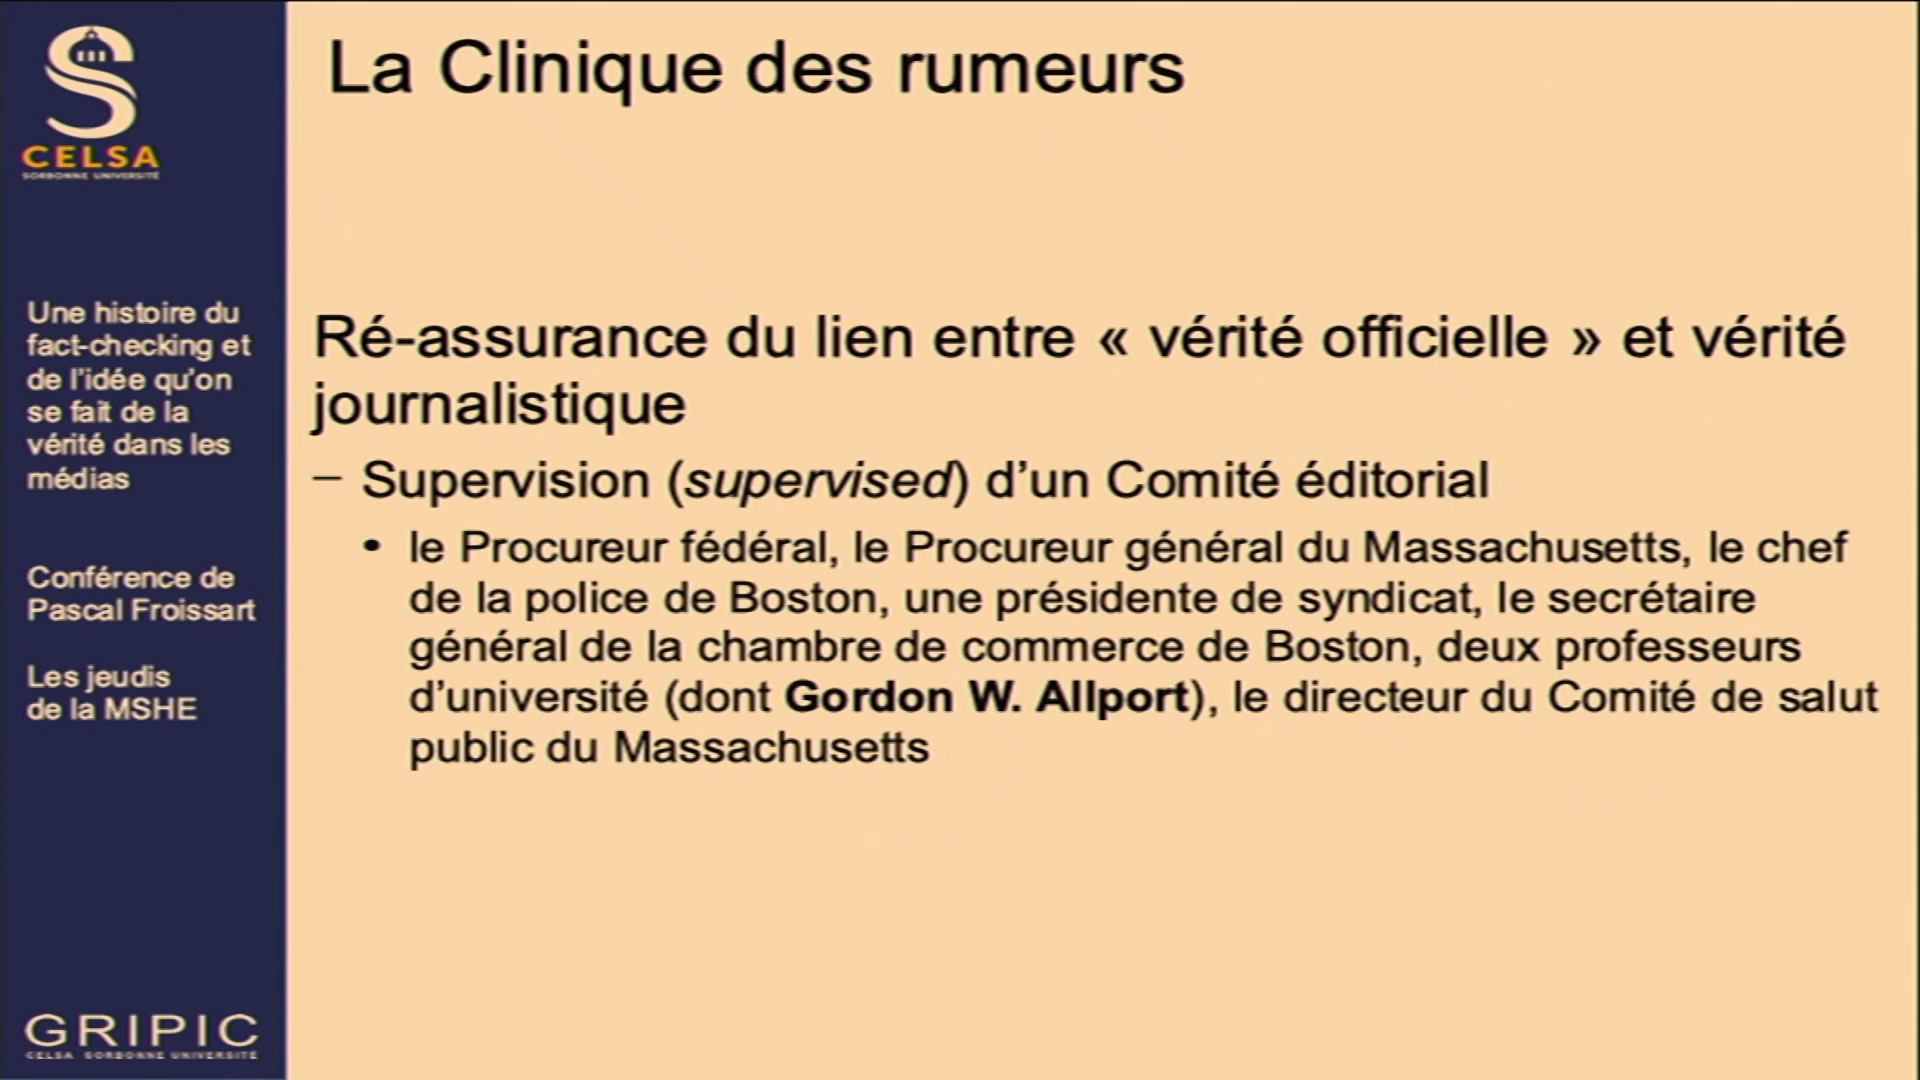 CELSA
SORBONNE UNIVERSITÉ
Une histoire du
fact-checking et
de l'idée qu'on
se fait de la
vérité dans les
médias
Conférence de
Pascal Froissart
Les jeudis
de la MSHE
GRIPIC
CELSA SORBONNE UNIVERSITÉ
La Clinique des rumeurs
Ré-assurance du lien entre « vérité officielle » et vérité
journalistique
– Supervision (supervised) d’un Comité éditorial
• le Procureur fédéral, le Procureur général du Massachusetts, le chef
de la police de Boston, une présidente de syndicat, le secrétaire
général de la chambre de commerce de Boston, deux professeurs
d’université (dont Gordon W. Allport), le directeur du Comité de salut
public du Massachusetts